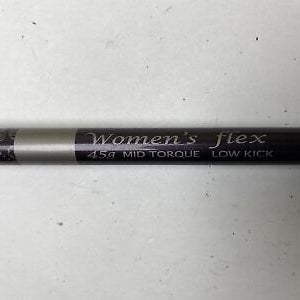 Women's flex
45g MID TORQUE LOW KICK